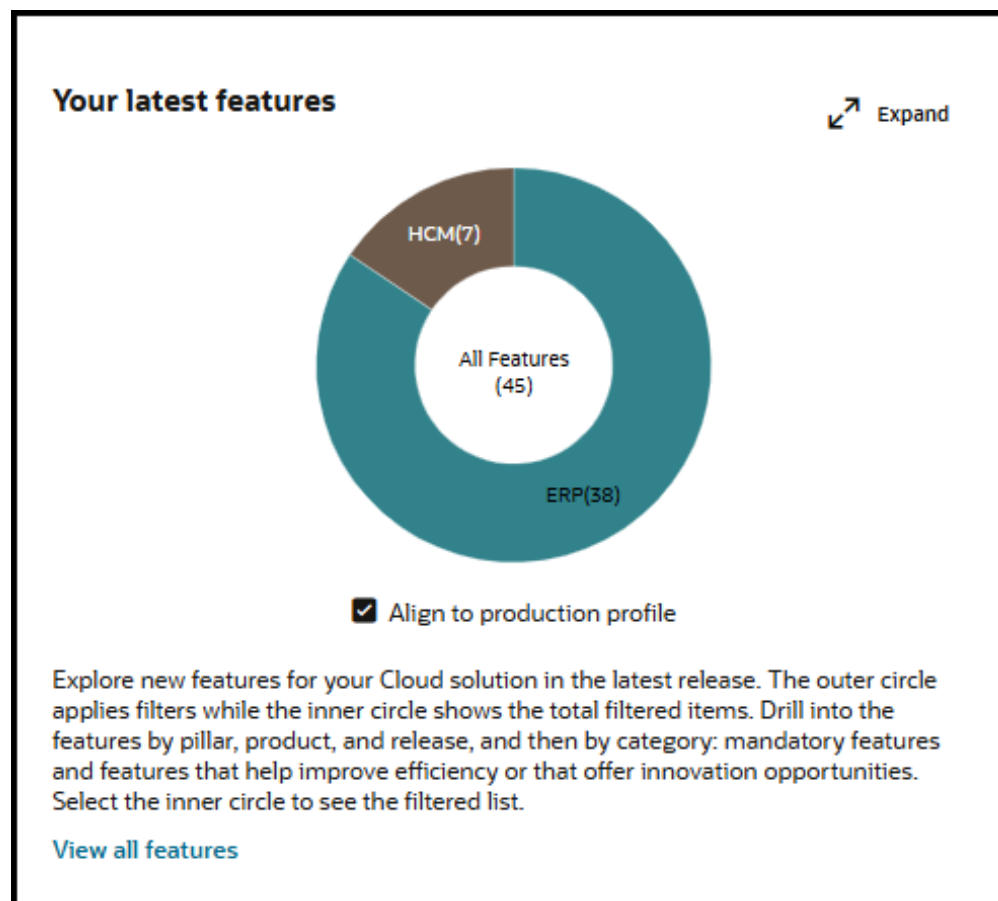 Your latest features
Expand
HCM(7)
All Features
(45)
ERP(38)
Align to production profile
Explore new features for your Cloud solution in the latest release. The outer circle
applies filters while the inner circle shows the total filtered items. Drill into the
features by pillar, product, and release, and then by category: mandatory features
and features that help improve efficiency or that offer innovation opportunities.
Select the inner circle to see the filtered list.
View all features